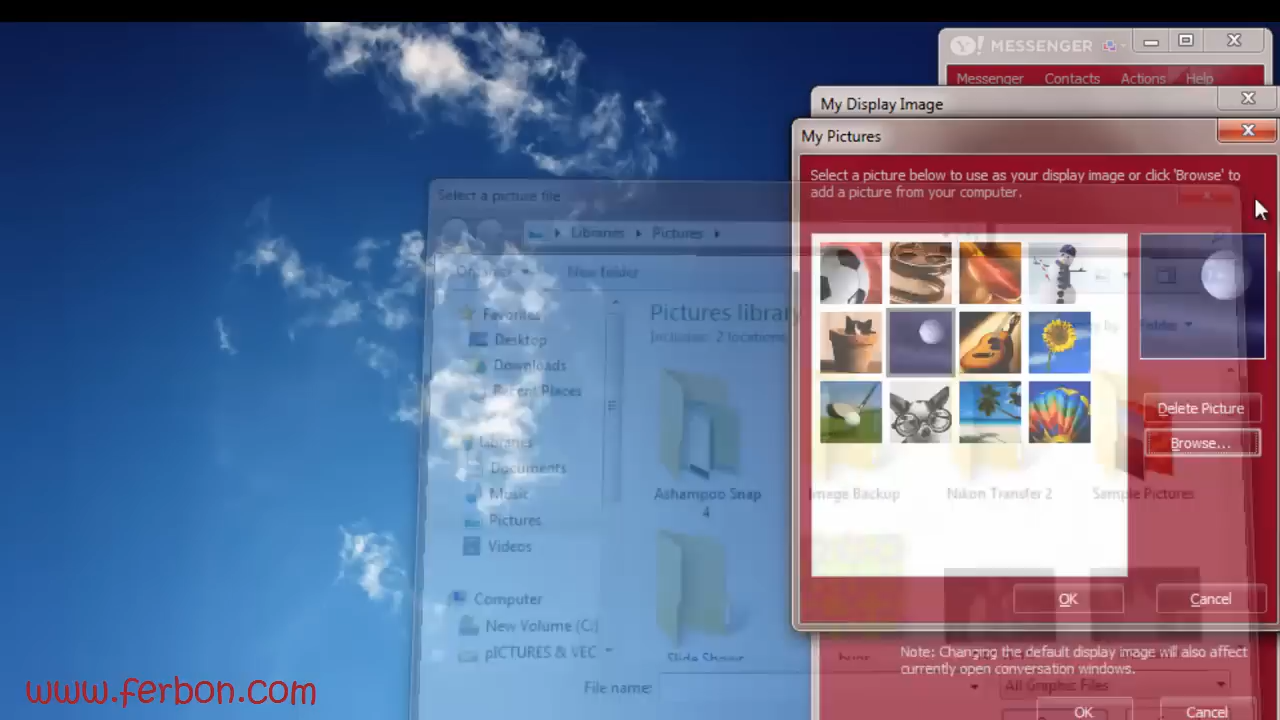 Y! MESSENGER
Messenger Contacts Actions Help
My Display Image
My Pictures
Select a picture below to use as your display image or click 'Browse' to
add a picture from your computer.
Select a picture file
Libraries Pictures
New folder
Favorites
Desktop
Downloads
Recent Places
Libraries
Documents
Music
Pictures
Videos
Computer
New Volume (C:)
pICTURES & VEC
Pictures library
Includes: 2 locations
Folder
Ashampoo Snap
4
Image Backup
Nikon Transfer 2
Sample Pictures
Slide Shows
Delete Picture
Browse...
OK Cancel
Note: Changing the default display image will also affect
currently open conversation windows.
File name:
All Graphic Files
OK Cancel
www.ferbon.com